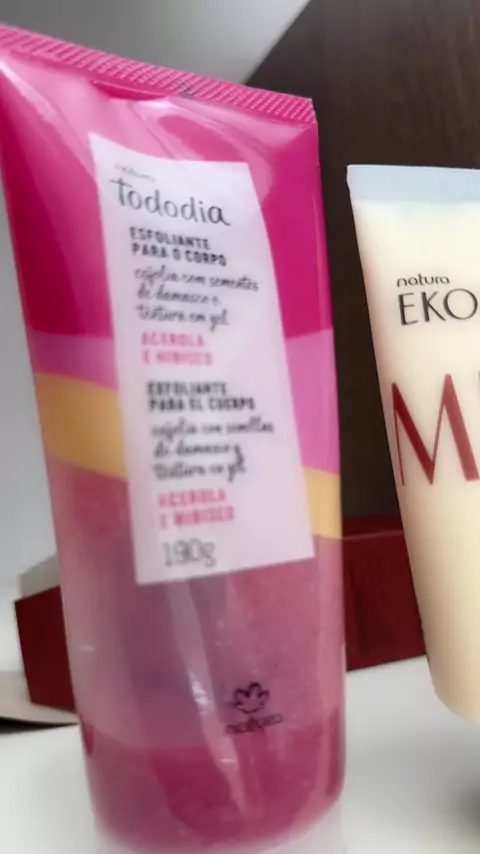 natura
tododia
ESFOLIANTE
PARA O CORPO
esfolia com sementes
de damasco e
textura em gel
ACEROLA
E HIBISCO
EXFOLIANTE
PARA EL CUERPO
exfolia con semillas
de damasco y
textura en gel
ACEROLA
E HIBISCO
190g
natura
natura
EKO
M